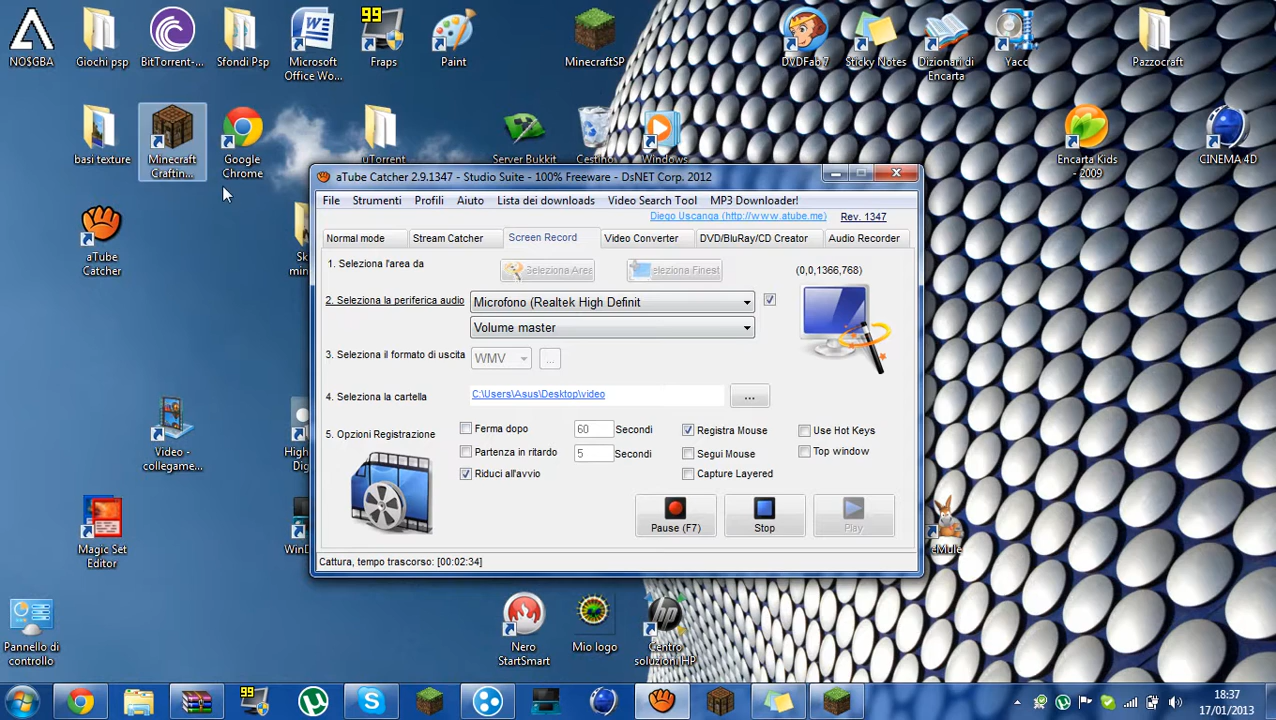 NO$GBA
Giochi psp
BitTorrent-...
Sfondi Psp
Microsoft
Office Wo...
99
Fraps
Paint
MinecraftSP
DVDFab 7
Sticky Notes
Dizionari di
Encarta
Yacc
Pazzocraft
basi texture
Minecraft
Craftin...
Google
Chrome
uTorrent
Server Bukkit
Cestino
Windows
Encarta Kids
- 2009
CINEMA 4D
aTube
Catcher
aTube Catcher 2.9.1347 - Studio Suite - 100% Freeware - DsNET Corp. 2012
File Strumenti Profili Aiuto Lista dei downloads Video Search Tool MP3 Downloader!
Diego Uscanga (http://www.atube.me) Rev. 1347
Normal mode Stream Catcher Screen Record Video Converter DVD/BluRay/CD Creator Audio Recorder
1. Seleziona l'area da
Seleziona Area
eleziona Finest
(0,0,1366,768)
2. Seleziona la periferica audio
Microfono (Realtek High Definit
Volume master
3. Seleziona il formato di uscita
WMV
...
4. Seleziona la cartella
C:\Users\Asus\Desktop\video
...
5. Opzioni Registrazione
Ferma dopo 60 Secondi
Partenza in ritardo 5 Secondi
Riduci all'avvio
Registra Mouse
Segui Mouse
Capture Layered
Use Hot Keys
Top window
Pause (F7)
Stop
Play
Cattura, tempo trascorso: [00:02:34]
Video -
collegame...
High
Digi
Magic Set
Editor
WinD
eMule
Pannello di
controllo
Nero
StartSmart
Mio logo
hp
Centro
soluzioni HP
99
18:37
17/01/2013